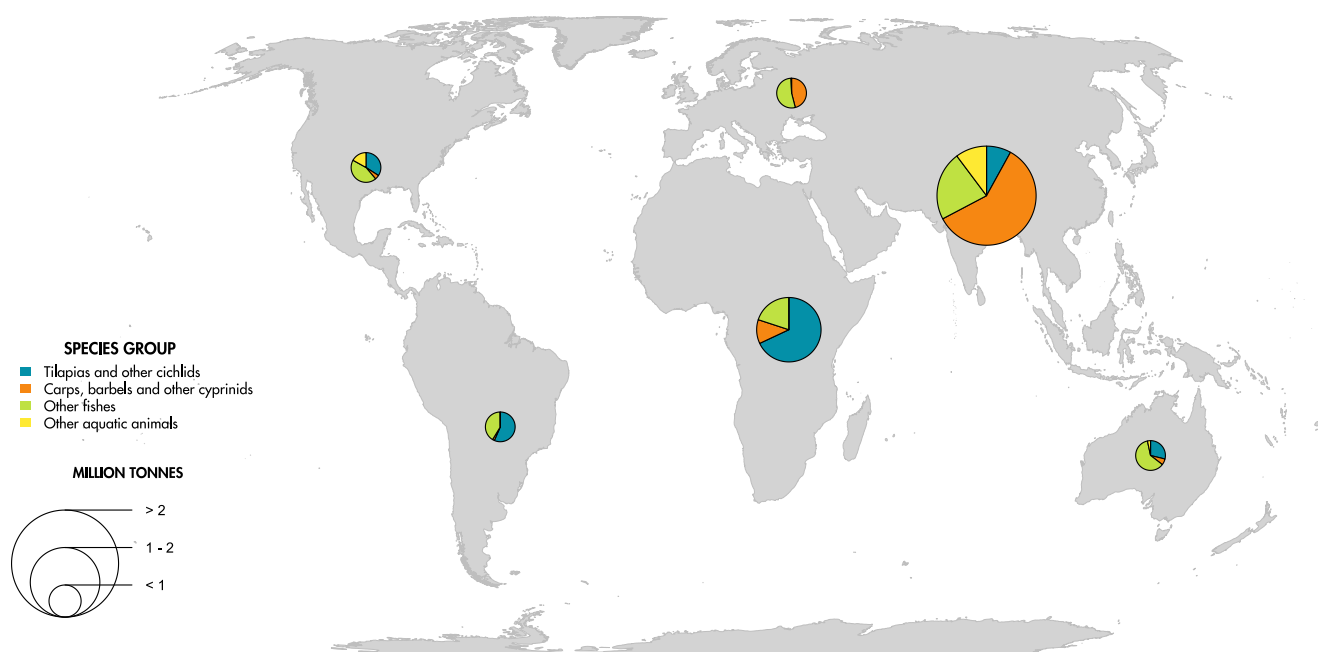 SPECIES GROUP
Tilapias and other cichlids
Carps, barbels and other cyprinids
Other fishes
Other aquatic animals
MILLION TONNES
> 2
1 - 2
< 1